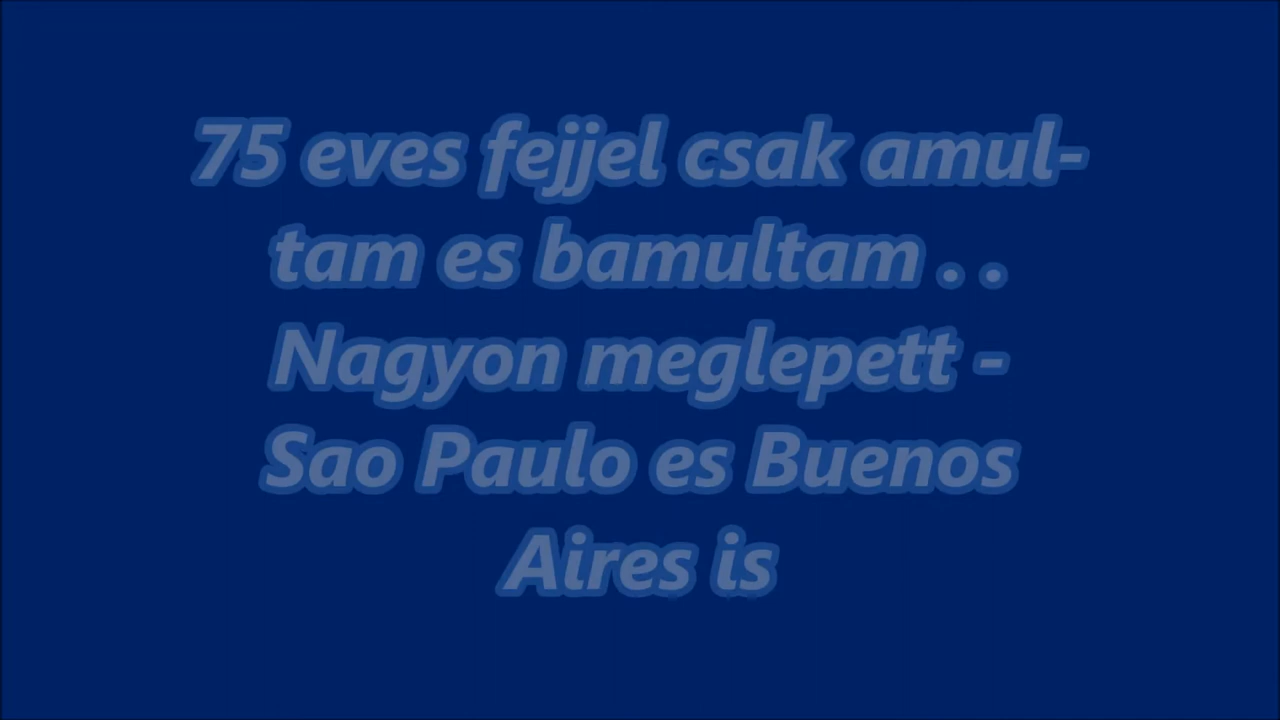 75 eves fejjel csak amul-
tam es bamultam . .
Nagyon meglepett -
Sao Paulo es Buenos
Aires is